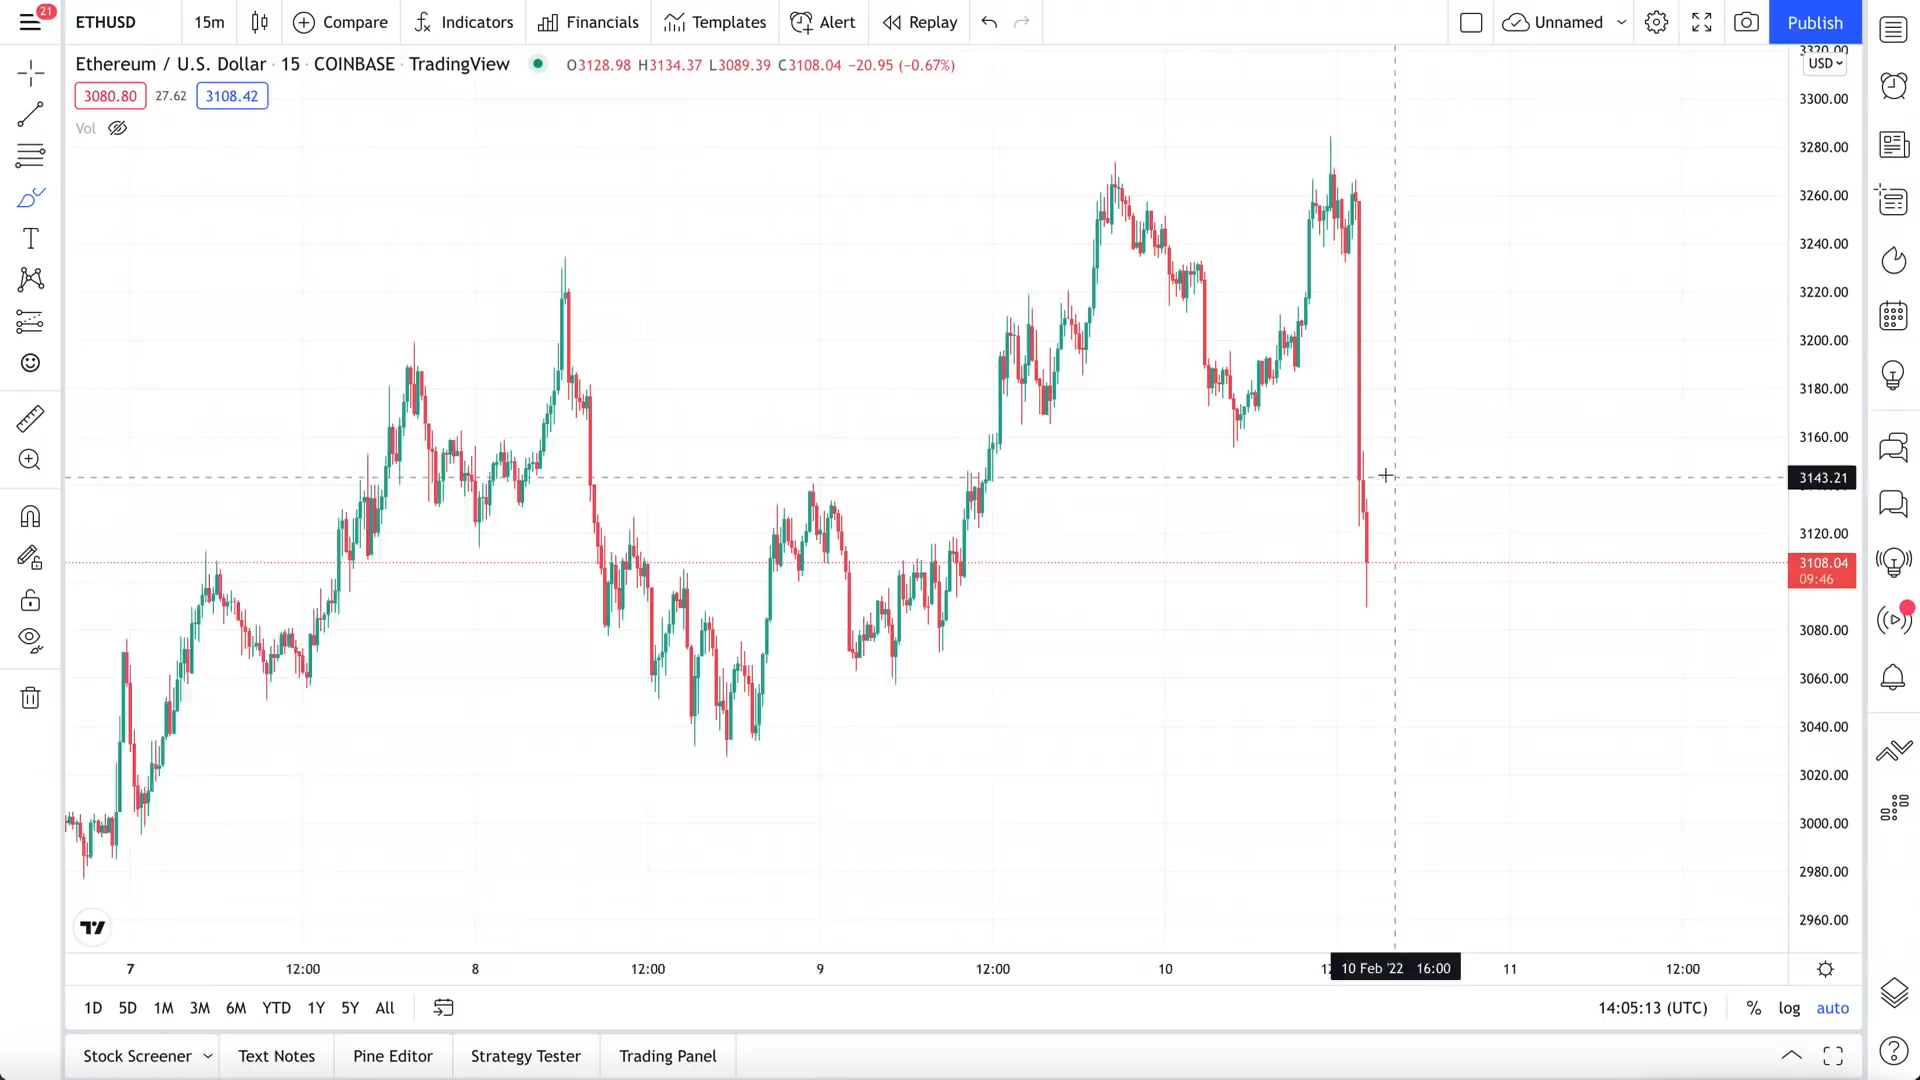 21
ETHUSD 15m Compare Indicators Financials Templates Alert Replay Unnamed Publish
Ethereum / U.S. Dollar · 15 · COINBASE · TradingView O3128.98 H3134.37 L3089.39 C3108.04 −20.95 (−0.67%)
3080.80 27.62 3108.42
Vol
USD
3300.00
3280.00
3260.00
3240.00
3220.00
3200.00
3180.00
3160.00
3143.21
3120.00
3108.04
09:46
3080.00
3060.00
3040.00
3020.00
3000.00
2980.00
2960.00
7 12:00 8 12:00 9 12:00 10 10 Feb '22 16:00 11 12:00
1D 5D 1M 3M 6M YTD 1Y 5Y All 14:05:13 (UTC) % log auto
Stock Screener Text Notes Pine Editor Strategy Tester Trading Panel